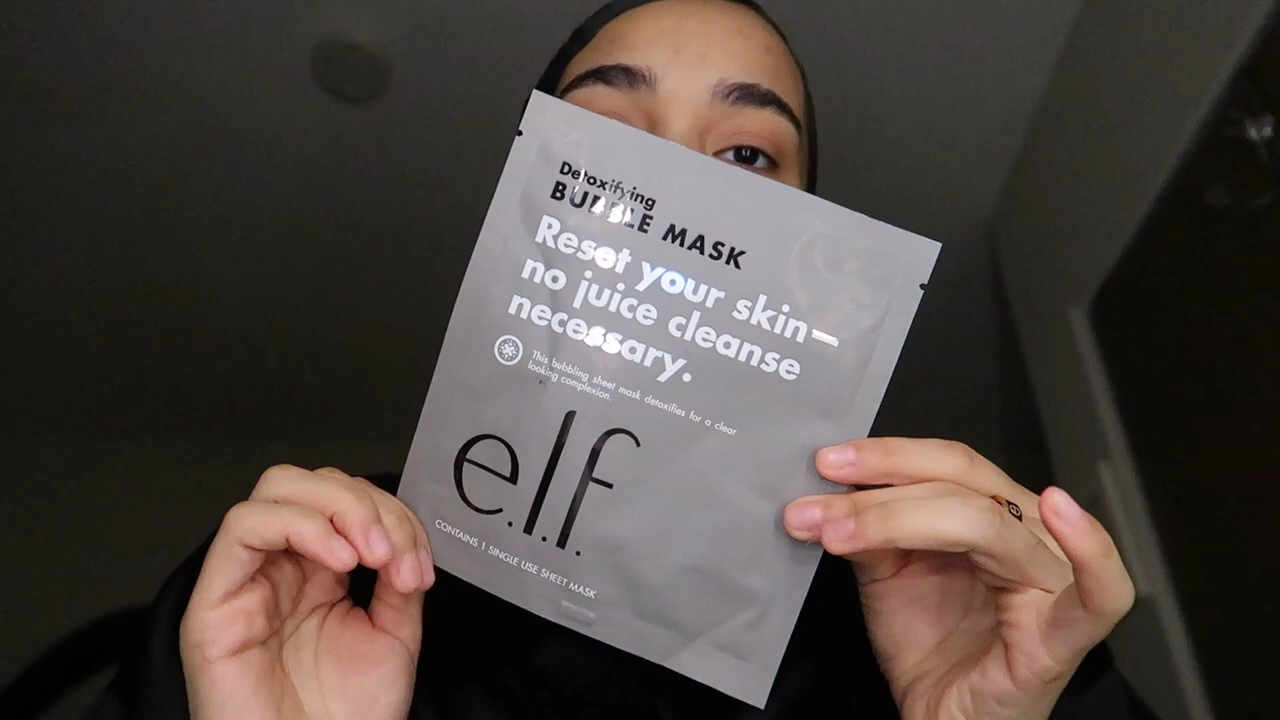 Detoxifying
BUBBLE MASK
Reset your skin—
no juice cleanse
necessary.
This bubbling sheet mask detoxifies for a clear
looking complexion.
e.l.f.
CONTAINS 1 SINGLE USE SHEET MASK